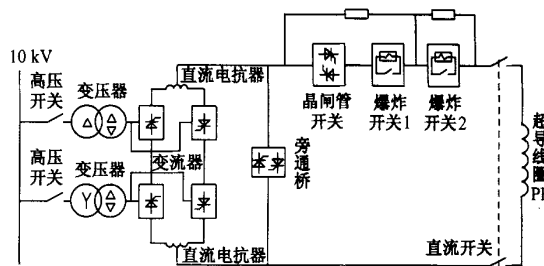 10 kV
高压
开关
变压器
直流电抗器
高压
开关
变压器
变流器
直流电抗器
旁
通
桥
晶闸管
开关
爆炸
开关1
爆炸
开关2
直流开关
超
导
线
圈
PF